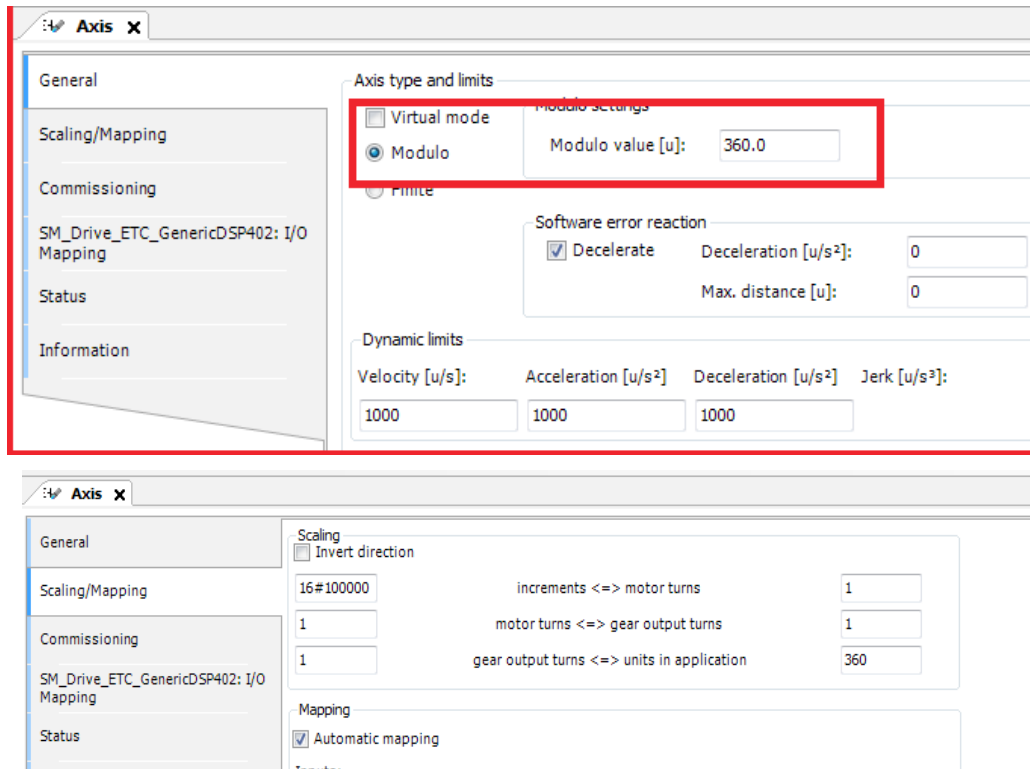 Axis x
General
Scaling/Mapping
Commissioning
SM_Drive_ETC_GenericDSP402: I/O
Mapping
Status
Information
Axis type and limits
Virtual mode
Modulo
Finite
Modulo settings
Modulo value [u]: 360.0
Software error reaction
Decelerate
Deceleration [u/s²]: 0
Max. distance [u]: 0
Dynamic limits
Velocity [u/s]: Acceleration [u/s²] Deceleration [u/s²] Jerk [u/s³]:
1000 1000 1000
Axis x
General
Scaling/Mapping
Commissioning
SM_Drive_ETC_GenericDSP402: I/O
Mapping
Status
Scaling
Invert direction
16#100000 increments <=> motor turns 1
1 motor turns <=> gear output turns 1
1 gear output turns <=> units in application 360
Mapping
Automatic mapping